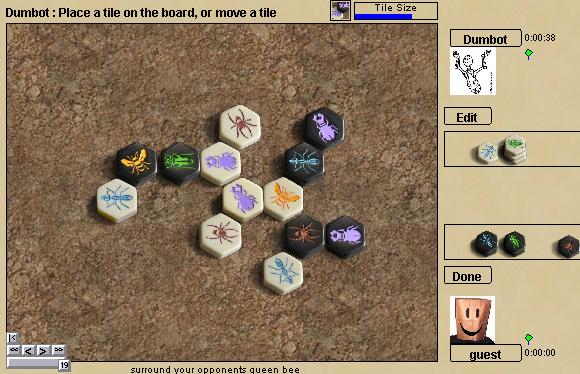 Dumbot : Place a tile on the board, or move a tile
Tile Size
Dumbot 0:00:38
Edit
Done
guest 0:00:00
|<
<< < > >>
19
surround your opponents queen bee